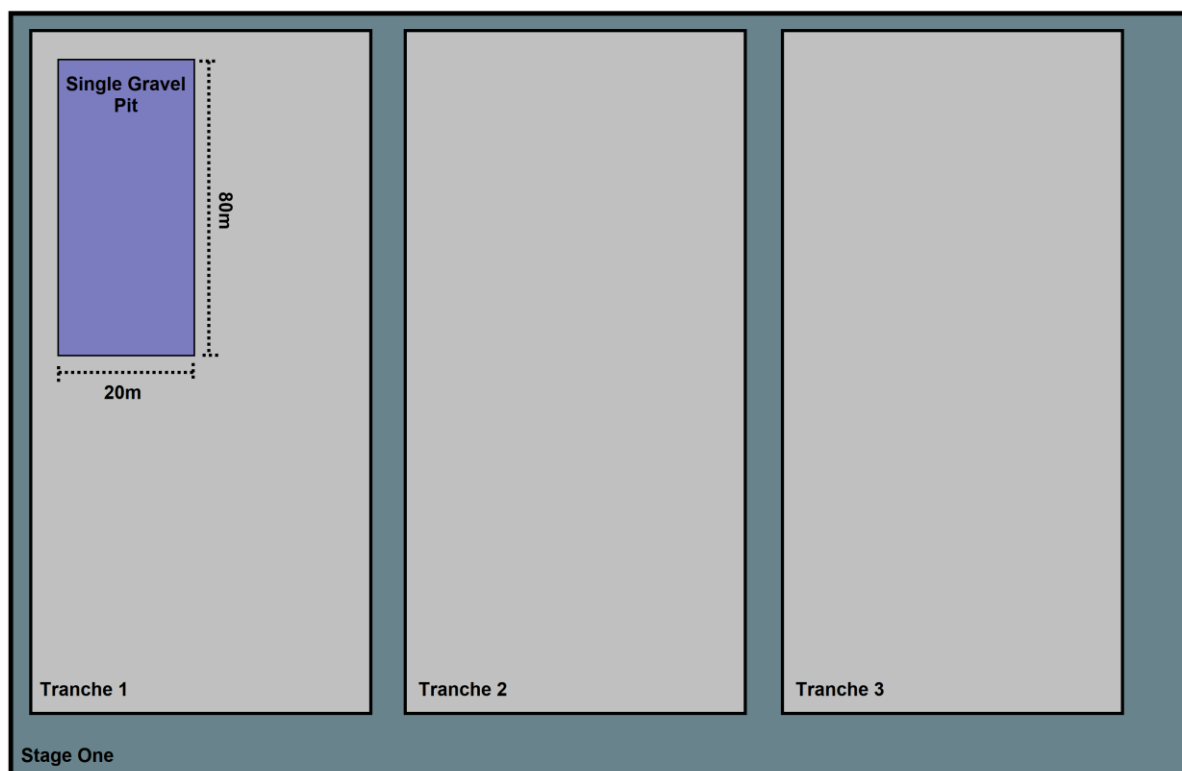 Single Gravel
Pit
80m
20m
Tranche 1
Tranche 2
Tranche 3
Stage One